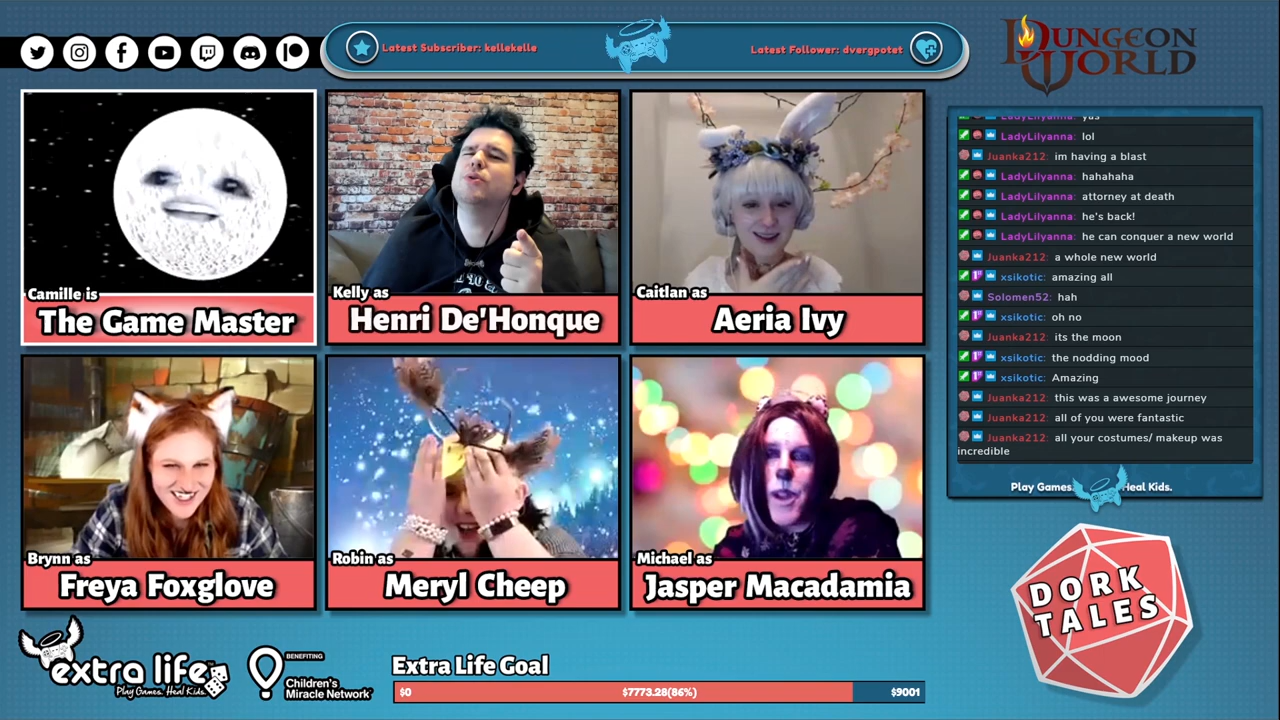 Latest Subscriber: kellekelle
Latest Follower: dvergpotet
DUNGEON
WORLD
Camille is
The Game Master
Kelly as
Henri De'Honque
Caitlan as
Aeria Ivy
Brynn as
Freya Foxglove
Robin as
Meryl Cheep
Michael as
Jasper Macadamia
LadyLilyanna: yas
LadyLilyanna: lol
Juanka212: im having a blast
LadyLilyanna: hahahaha
LadyLilyanna: attorney at death
LadyLilyanna: he's back!
LadyLilyanna: he can conquer a new world
Juanka212: a whole new world
xsikotic: amazing all
Solomen52: hah
xsikotic: oh no
Juanka212: its the moon
xsikotic: the nodding mood
xsikotic: Amazing
Juanka212: this was a awesome journey
Juanka212: all of you were fantastic
Juanka212: all your costumes/ makeup was
incredible
Play Games. Heal Kids.
DORK
TALES
extra life
Play Games. Heal Kids.
BENEFITING
Children's
Miracle Network
Extra Life Goal
$0 $7773.28(86%) $9001